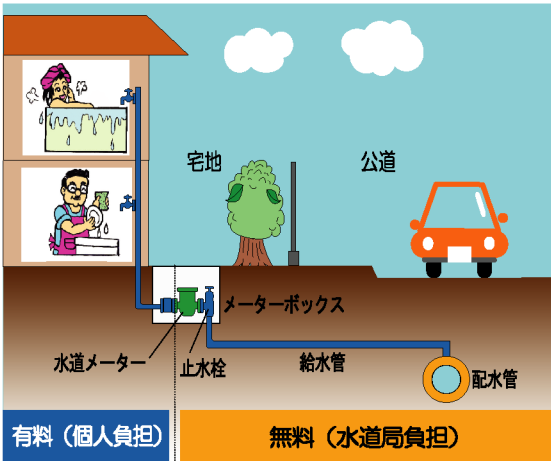 宅地
公道
メーターボックス
水道メーター
止水栓
給水管
配水管
有料（個人負担）
無料（水道局負担）